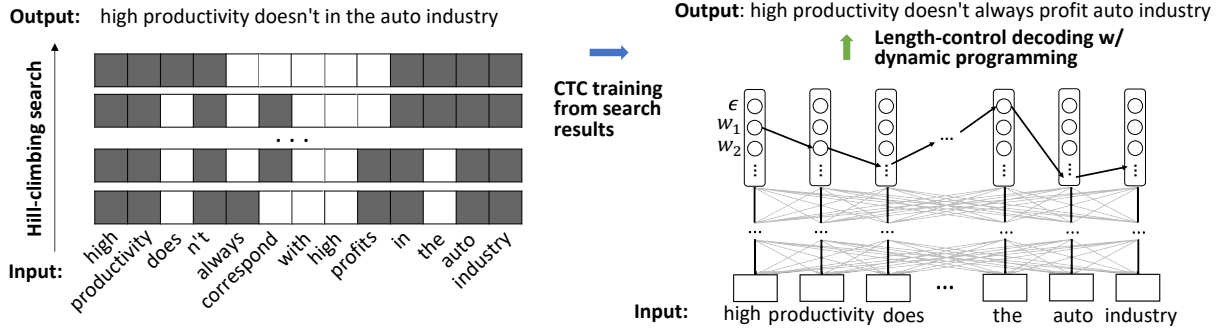 Output: high productivity doesn't in the auto industry
Hill-climbing search
. . .
Input:
high
productivity
does
n't
always
correspond
with
high
profits
in
the
auto
industry
CTC training
from search
results
Output: high productivity doesn't always profit auto industry
Length-control decoding w/
dynamic programming
ϵ
w₁
w₂
...
... ... ... ... ... ...
... ... ... ... ... ...
... ... ... ... ... ...
...
Input: high productivity does ... the auto industry